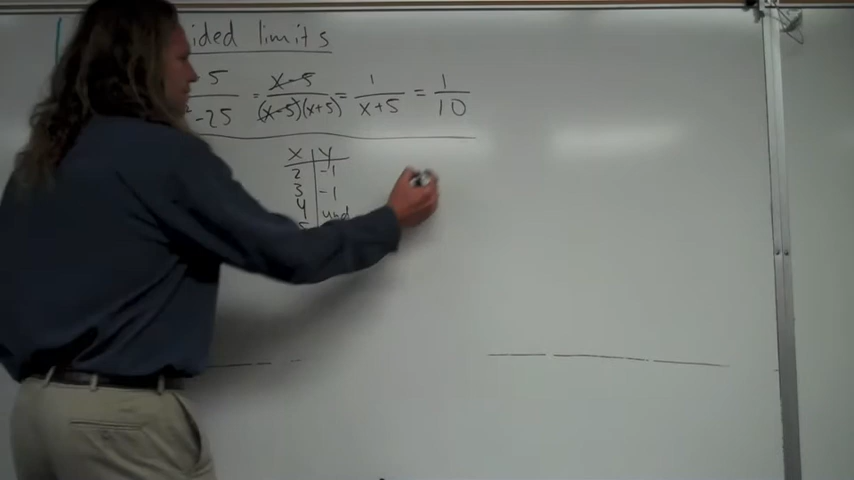 ided limits
5 / -25 = x-5 / (x-5)(x+5) = 1 / x+5 = 1 / 10
x | y
2 | -1
3 | -1
4 | und